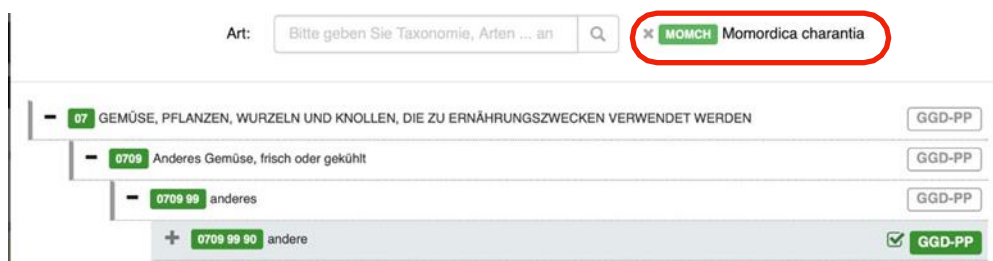 Art: Bitte geben Sie Taxonomie, Arten ... an MOMCH Momordica charantia
07 GEMÜSE, PFLANZEN, WURZELN UND KNOLLEN, DIE ZU ERNÄHRUNGSZWECKEN VERWENDET WERDEN GGD-PP
0709 Anderes Gemüse, frisch oder gekühlt GGD-PP
0709 99 anderes GGD-PP
0709 99 90 andere GGD-PP